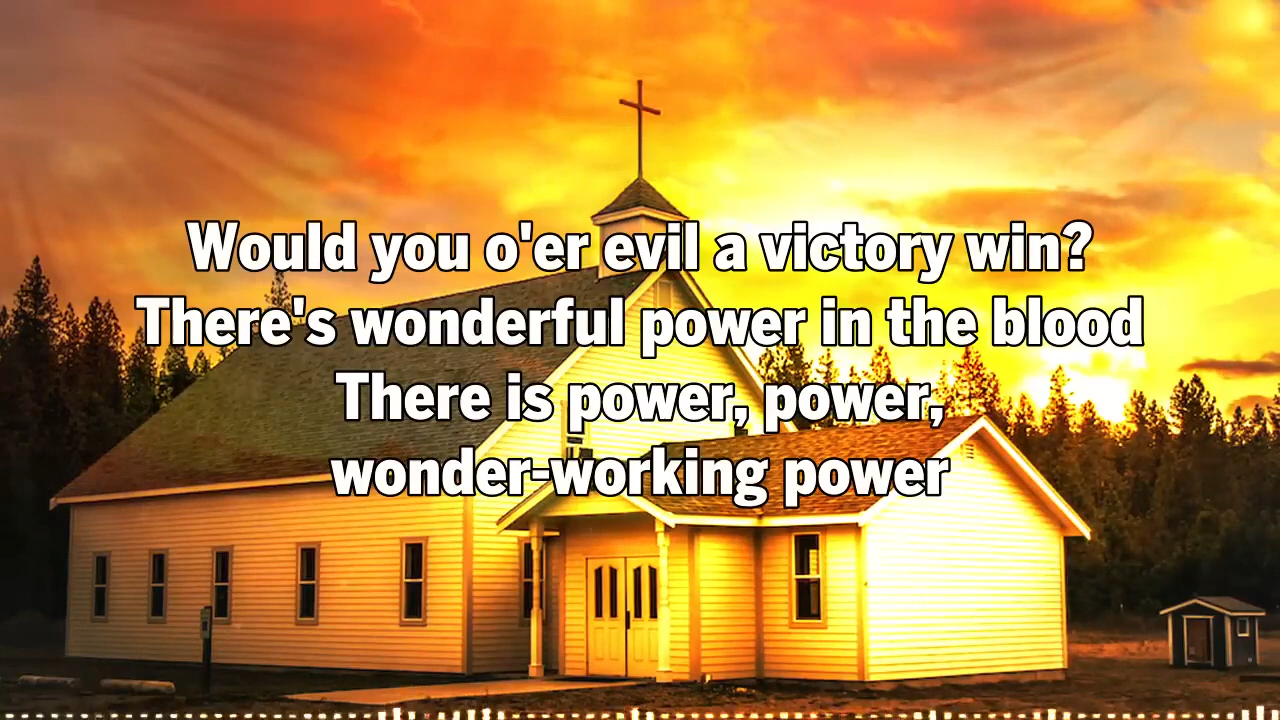 Would you o'er evil a victory win?
There's wonderful power in the blood
There is power, power,
wonder-working power